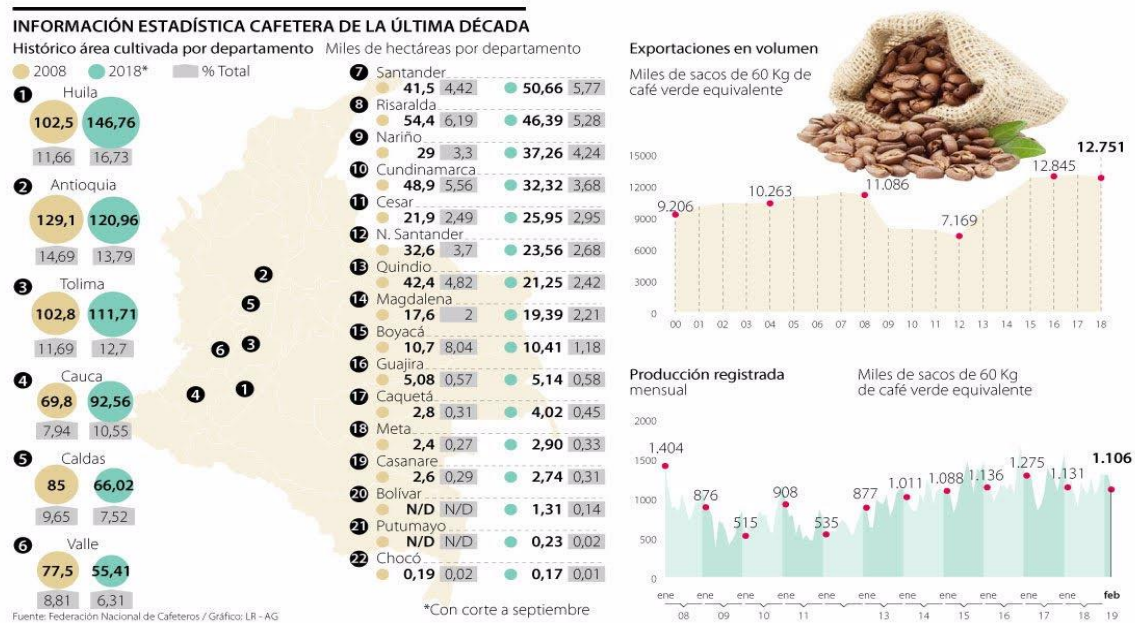 INFORMACIÓN ESTADÍSTICA CAFETERA DE LA ÚLTIMA DÉCADA
Histórico área cultivada por departamento Miles de hectáreas por departamento
2008 2018* % Total
1 Huila
102,5 146,76
11,66 16,73
2 Antioquia
129,1 120,96
14,69 13,79
3 Tolima
102,8 111,71
11,69 12,7
4 Cauca
69,8 92,56
7,94 10,55
5 Caldas
85 66,02
9,65 7,52
6 Valle
77,5 55,41
8,81 6,31
2
5
3
6
1
4
7 Santander
41,5 4,42 50,66 5,77
8 Risaralda
54,4 6,19 46,39 5,28
9 Nariño
29 3,3 37,26 4,24
10 Cundinamarca
48,9 5,56 32,32 3,68
11 Cesar
21,9 2,49 25,95 2,95
12 N. Santander
32,6 3,7 23,56 2,68
13 Quindio
42,4 4,82 21,25 2,42
14 Magdalena
17,6 2 19,39 2,21
15 Boyacá
10,7 8,04 10,41 1,18
16 Guajira
5,08 0,57 5,14 0,58
17 Caquetá
2,8 0,31 4,02 0,45
18 Meta
2,4 0,27 2,90 0,33
19 Casanare
2,6 0,29 2,74 0,31
20 Bolívar
N/D N/D 1,31 0,14
21 Putumayo
N/D N/D 0,23 0,02
22 Chocó
0,19 0,02 0,17 0,01
*Con corte a septiembre
Fuente: Federación Nacional de Cafeteros / Gráfico: LR - AG
Exportaciones en volumen
Miles de sacos de 60 Kg de
café verde equivalente
15000
12000
9000
6000
3000
0
9.206
10.263
11.086
7.169
12.845
12.751
00 01 02 03 04 05 06 07 08 09 10 11 12 13 14 15 16 17 18
Producción registrada
mensual
Miles de sacos de 60 Kg
de café verde equivalente
2000
1500
1000
500
0
1.404
876
515
908
535
877
1.011
1.088
1.136
1.275
1.131
1.106
ene ene ene ene ene ene ene ene ene ene ene feb
08 09 10 11 13 14 15 16 17 18 19